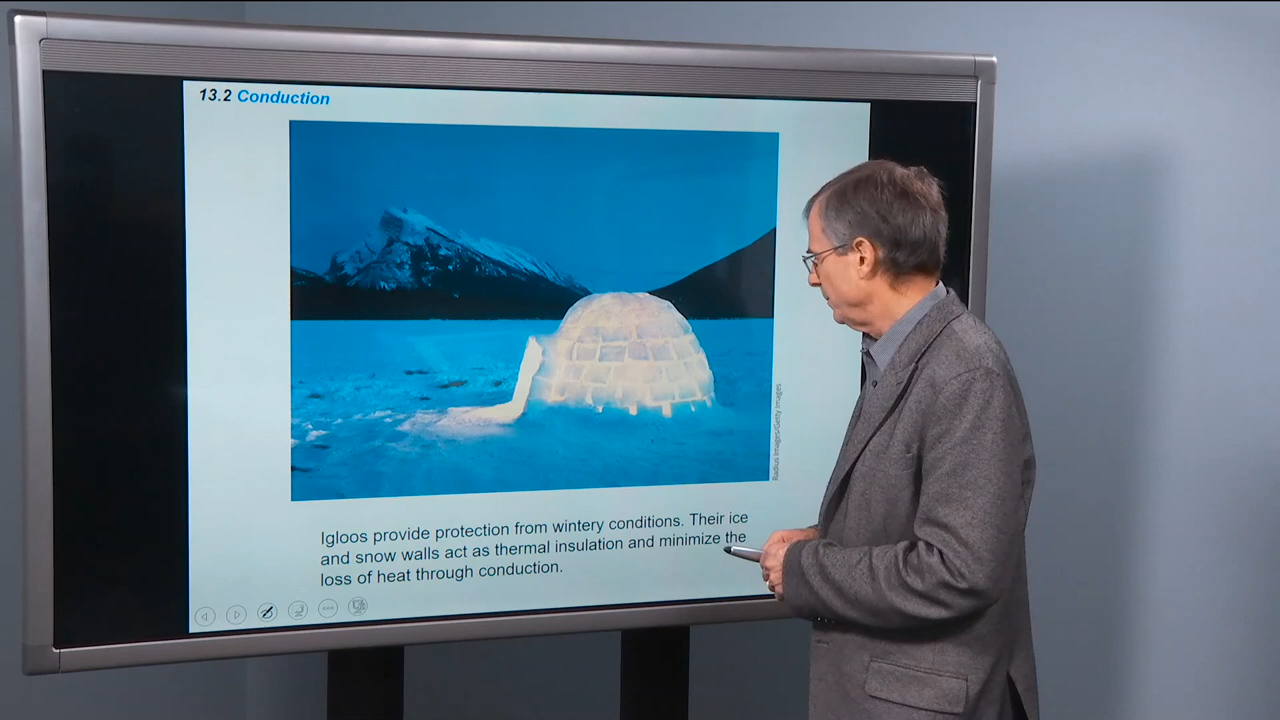 13.2 Conduction
Radius Images/Getty Images
Igloos provide protection from wintery conditions. Their ice
and snow walls act as thermal insulation and minimize the
loss of heat through conduction.